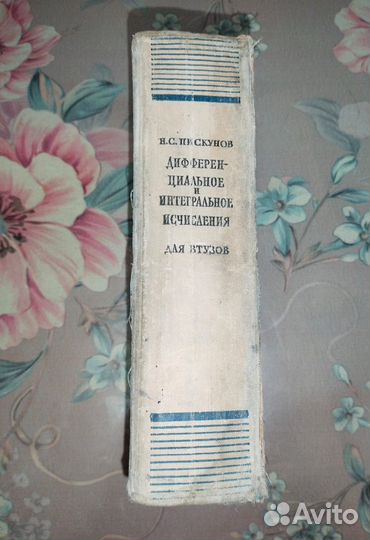 Н.С. ПИСКУНОВ
ДИФФЕРЕН-
ЦИАЛЬНОЕ
И
ИНТЕГРАЛЬНОЕ
ИСЧИСЛЕНИЯ
ДЛЯ ВТУЗОВ
Avito